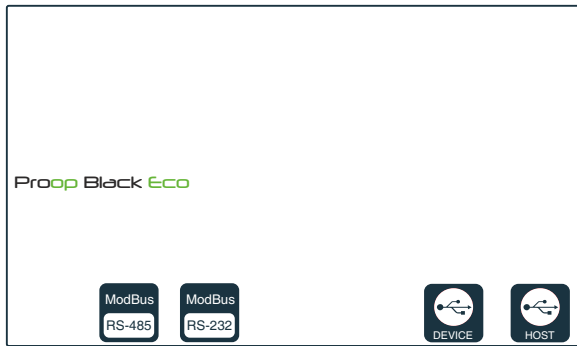 Proop Black Eco
ModBus
RS-485
ModBus
RS-232
DEVICE
HOST